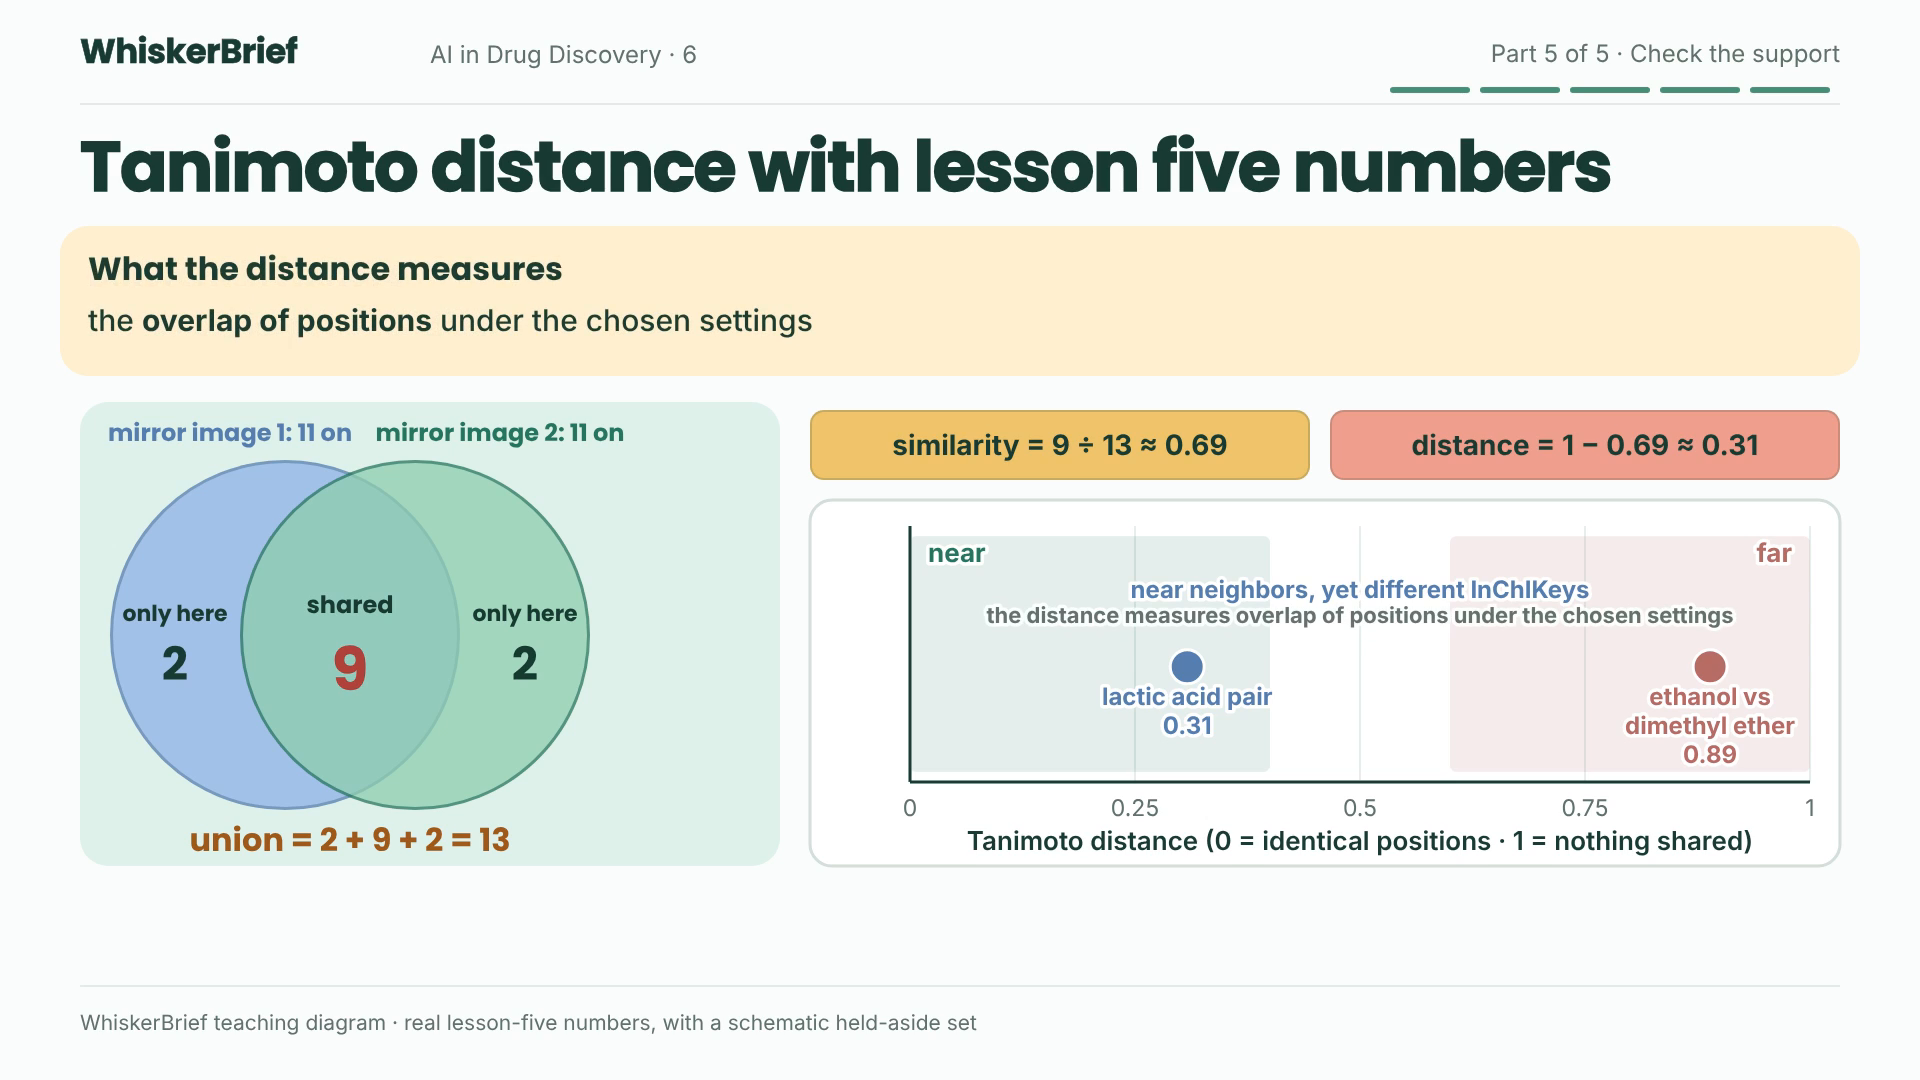 WhiskerBrief
AI in Drug Discovery · 6
Part 5 of 5 · Check the support
Tanimoto distance with lesson five numbers
What the distance measures
the overlap of positions under the chosen settings
mirror image 1: 11 on
mirror image 2: 11 on
only here
2
shared
9
only here
2
union = 2 + 9 + 2 = 13
similarity = 9 ÷ 13 ≈ 0.69
distance = 1 − 0.69 ≈ 0.31
near
far
near neighbors, yet different InChIKeys
the distance measures overlap of positions under the chosen settings
lactic acid pair
0.31
ethanol vs
dimethyl ether
0.89
0
0.25
0.5
0.75
1
Tanimoto distance (0 = identical positions · 1 = nothing shared)
WhiskerBrief teaching diagram · real lesson-five numbers, with a schematic held-aside set